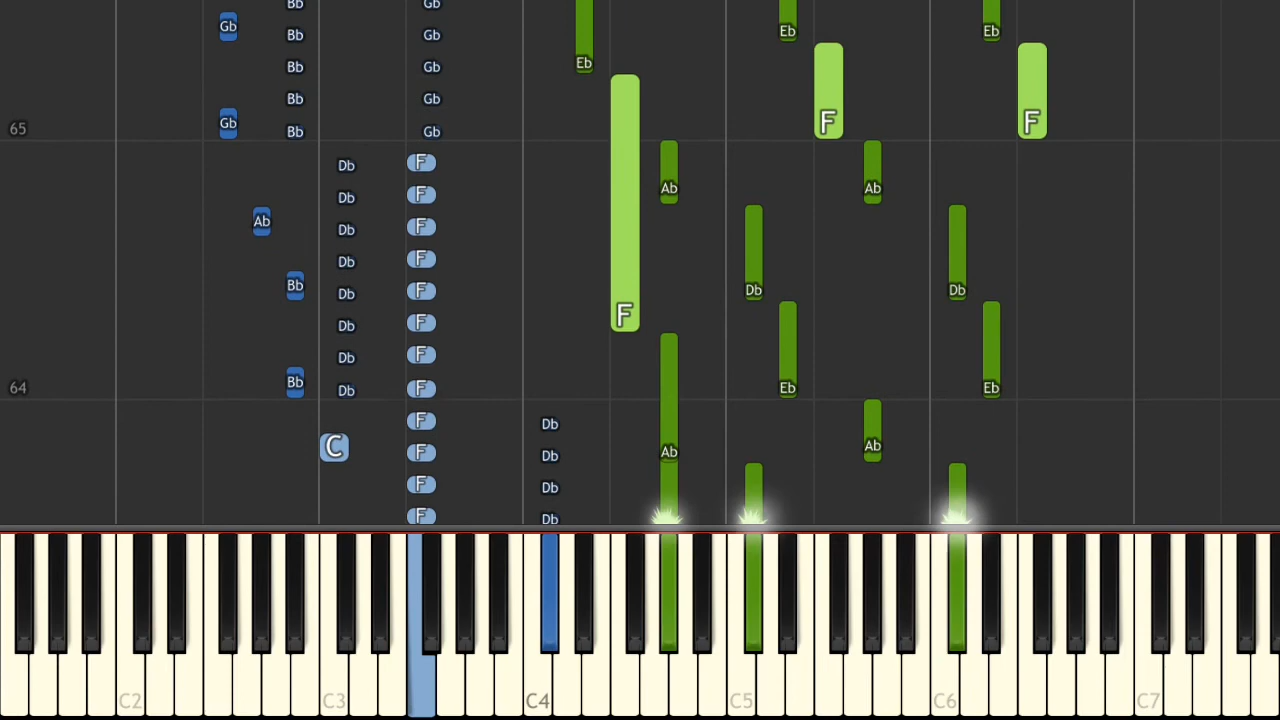 Bb Gb
Gb Eb Eb
Bb Gb
Bb Gb Eb
Bb Gb
65 Gb Bb Gb F F
Db F
Db F Ab Ab
Ab Db F
Db F
Bb Db F Db Db
Db F F
Db F
64 Bb Db F Eb Eb
Db F
C F Ab Ab
Db
F Db
F Db
C2 C3 C4 C5 C6 C7